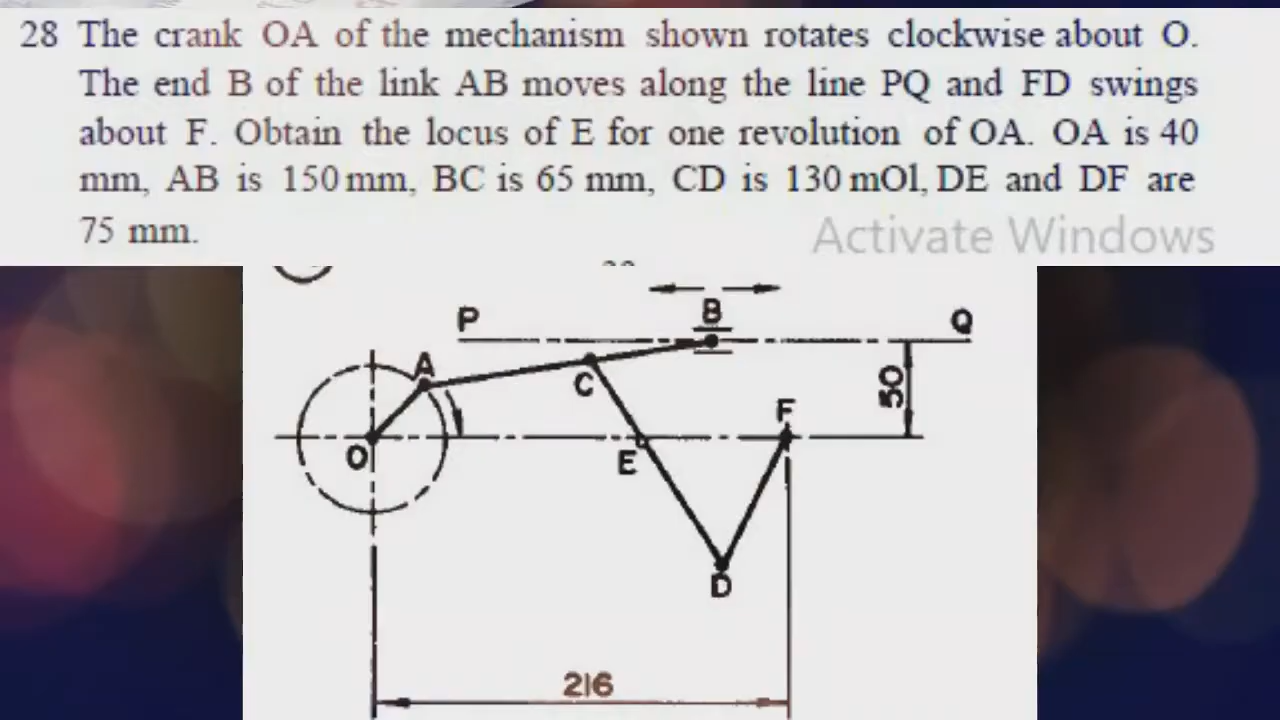 28 The crank OA of the mechanism shown rotates clockwise about O.
The end B of the link AB moves along the line PQ and FD swings
about F. Obtain the locus of E for one revolution of OA. OA is 40
mm, AB is 150mm, BC is 65 mm, CD is 130 mOl, DE and DF are
75 mm.
Activate Windows
P
B
Q
A
C
50
F
O
E
D
216